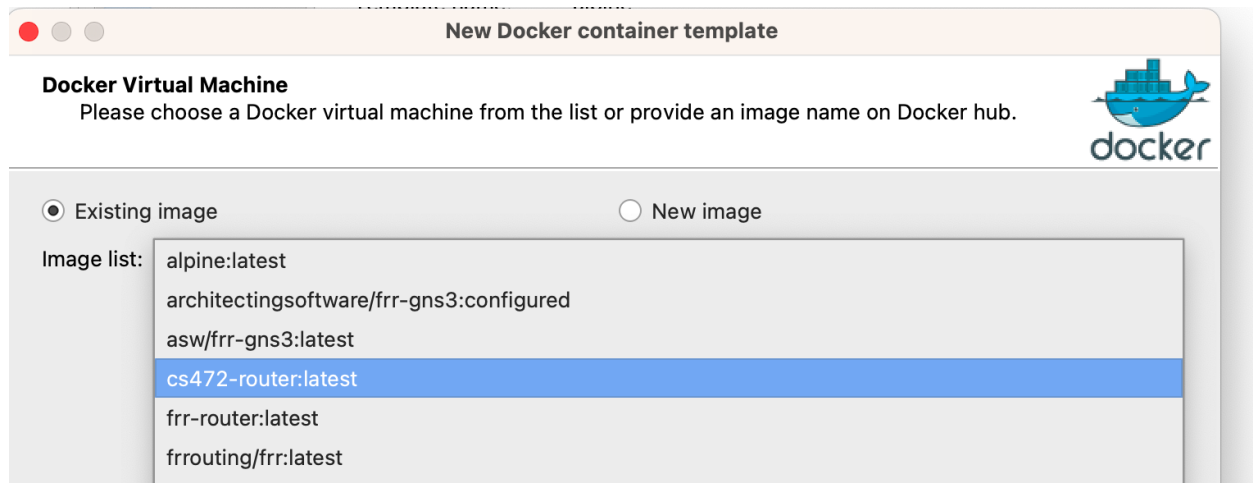 New Docker container template
Docker Virtual Machine
Please choose a Docker virtual machine from the list or provide an image name on Docker hub.
docker
Existing image
New image
Image list:
alpine:latest
architectingsoftware/frr-gns3:configured
asw/frr-gns3:latest
cs472-router:latest
frr-router:latest
frrouting/frr:latest